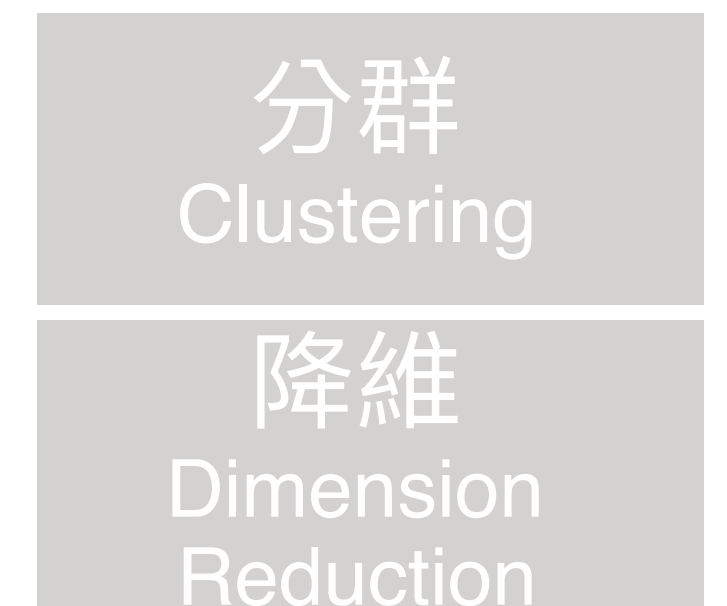 分群
Clustering
降維
Dimension
Reduction